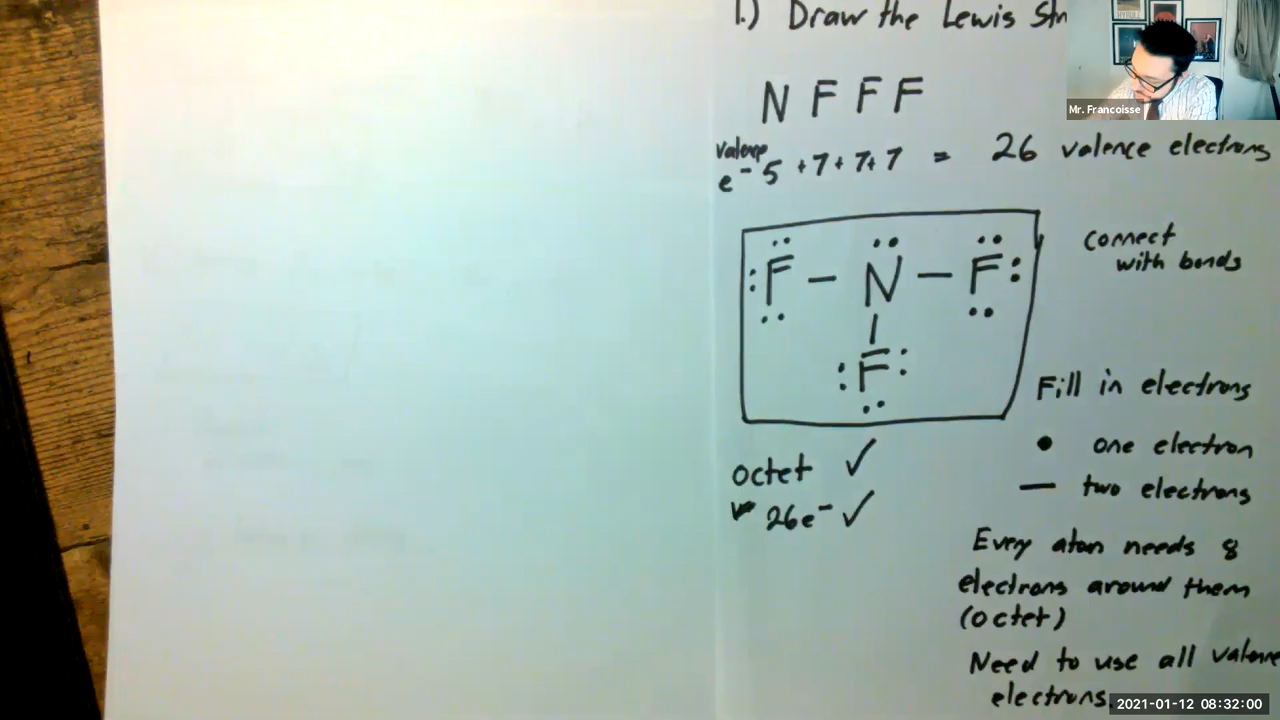 1.) Draw the Lewis
N F F F
valence
e⁻ 5 + 7 + 7 + 7 = 26 valence electrons
:F̤̈ – N̈ – F̤̈:
|
:F̤:
Connect
with bonds
Fill in electrons
• one electron
— two electrons
octet ✓
26e⁻ ✓
Every atom needs 8
electrons around them
(octet)
Need to use all valence
electrons.
Mr. Francoisse
2021-01-12 08:32:00